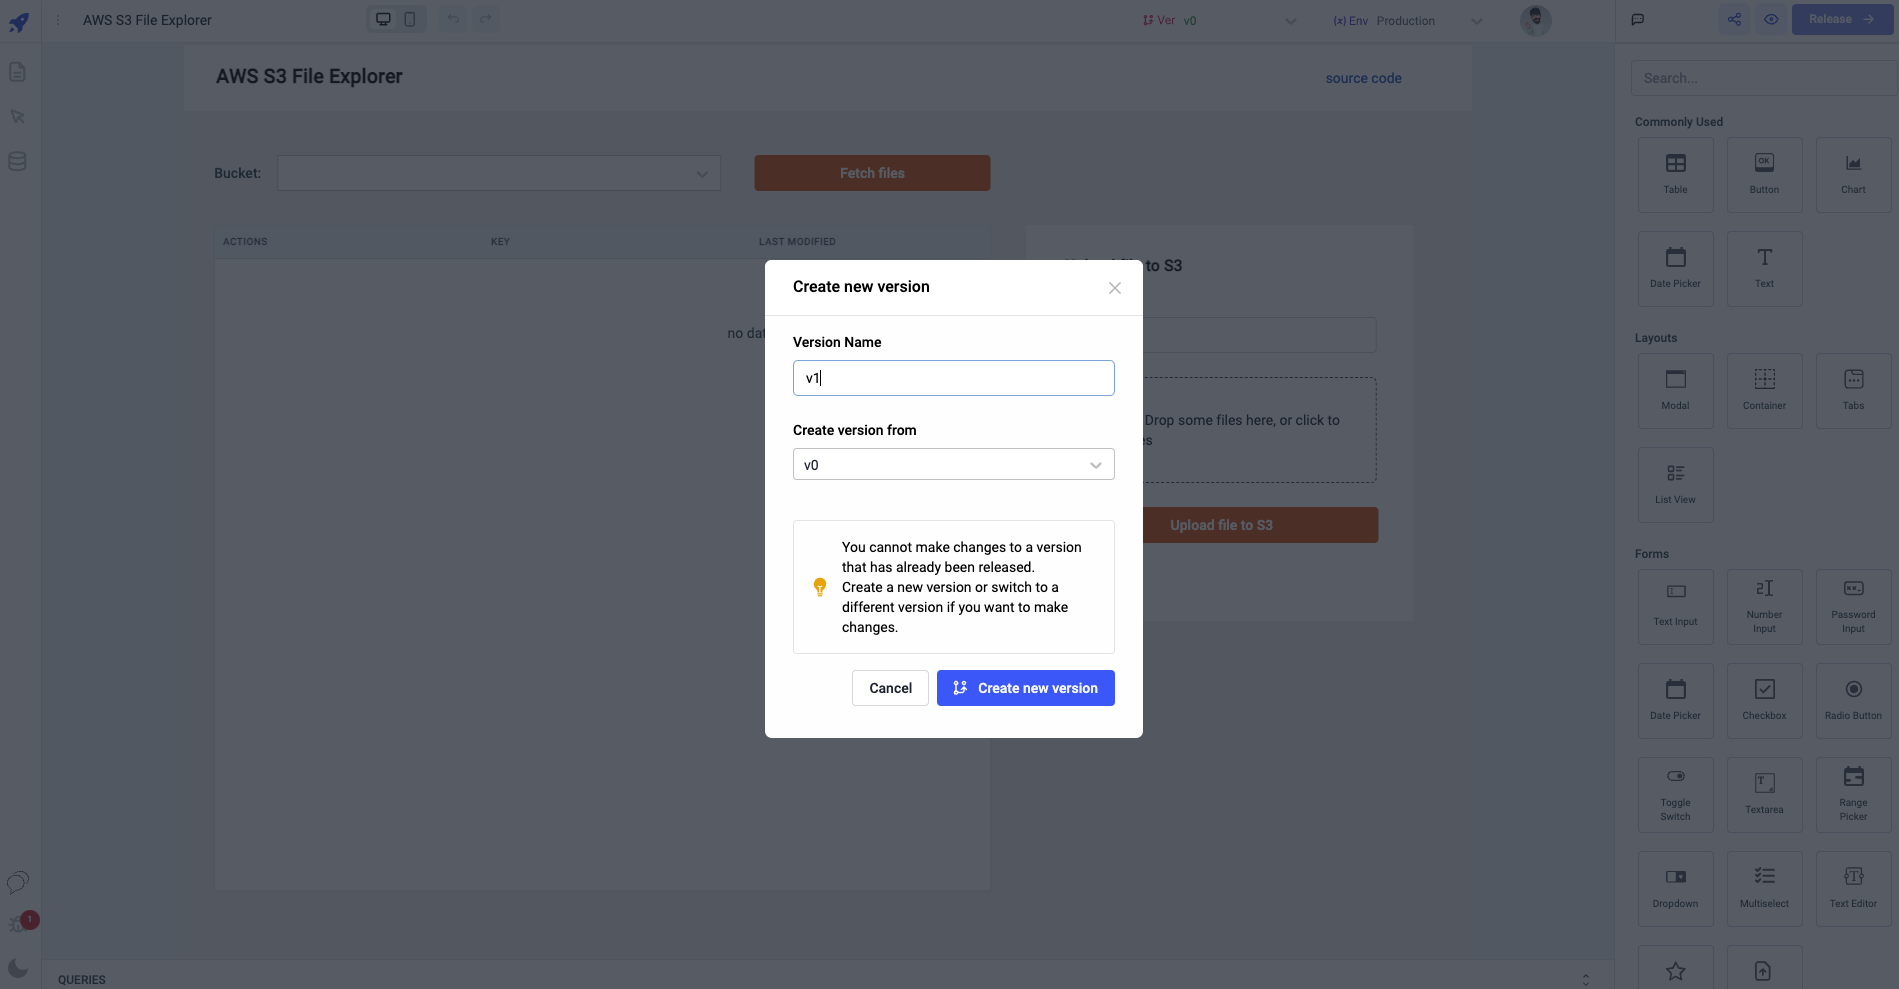 AWS S3 File Explorer
Ver v0
(x) Env Production
Release
AWS S3 File Explorer
source code
Search...
Bucket:
Fetch files
ACTIONS KEY LAST MODIFIED
no dat
to S3
Drop some files here, or click to
es
Upload file to S3
Create new version
Version Name
v1
Create version from
v0
You cannot make changes to a version
that has already been released.
Create a new version or switch to a
different version if you want to make
changes.
Cancel
Create new version
Commonly Used
Table
OK
Button
Chart
Date Picker
Text
Layouts
Modal
Container
Tabs
List View
Forms
Text Input
Number
Input
Password
Input
Date Picker
Checkbox
Radio Button
Toggle
Switch
Textarea
Range
Picker
Dropdown
Multiselect
Text Editor
1
QUERIES